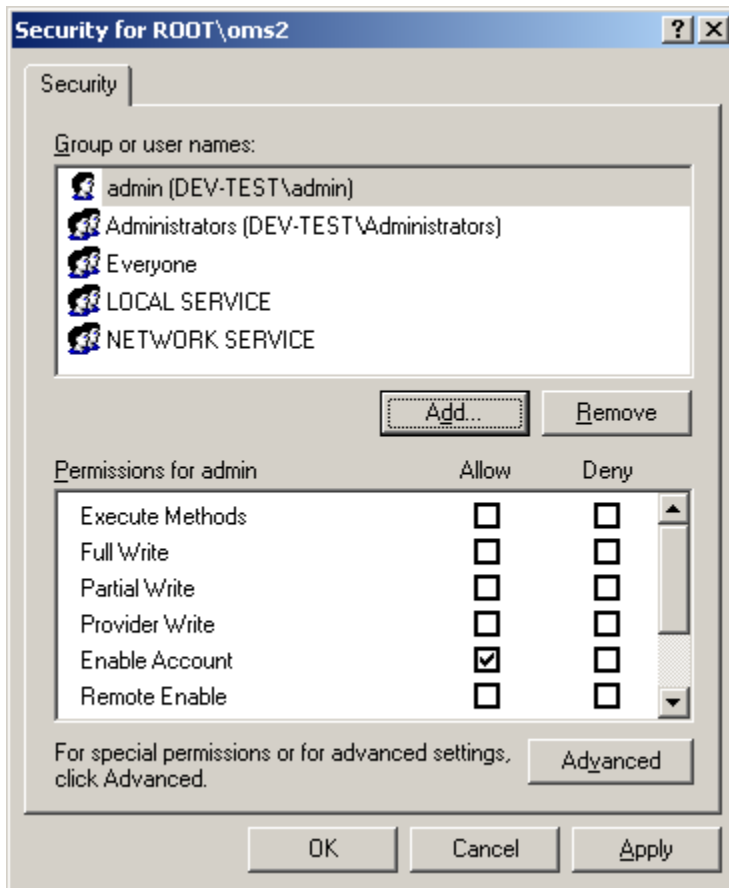 Security for ROOT\oms2
Security
Group or user names:
admin (DEV-TEST\admin)
Administrators (DEV-TEST\Administrators)
Everyone
LOCAL SERVICE
NETWORK SERVICE
Add... Remove
Permissions for admin Allow Deny
Execute Methods
Full Write
Partial Write
Provider Write
Enable Account
Remote Enable
For special permissions or for advanced settings,
click Advanced.
Advanced
OK Cancel Apply